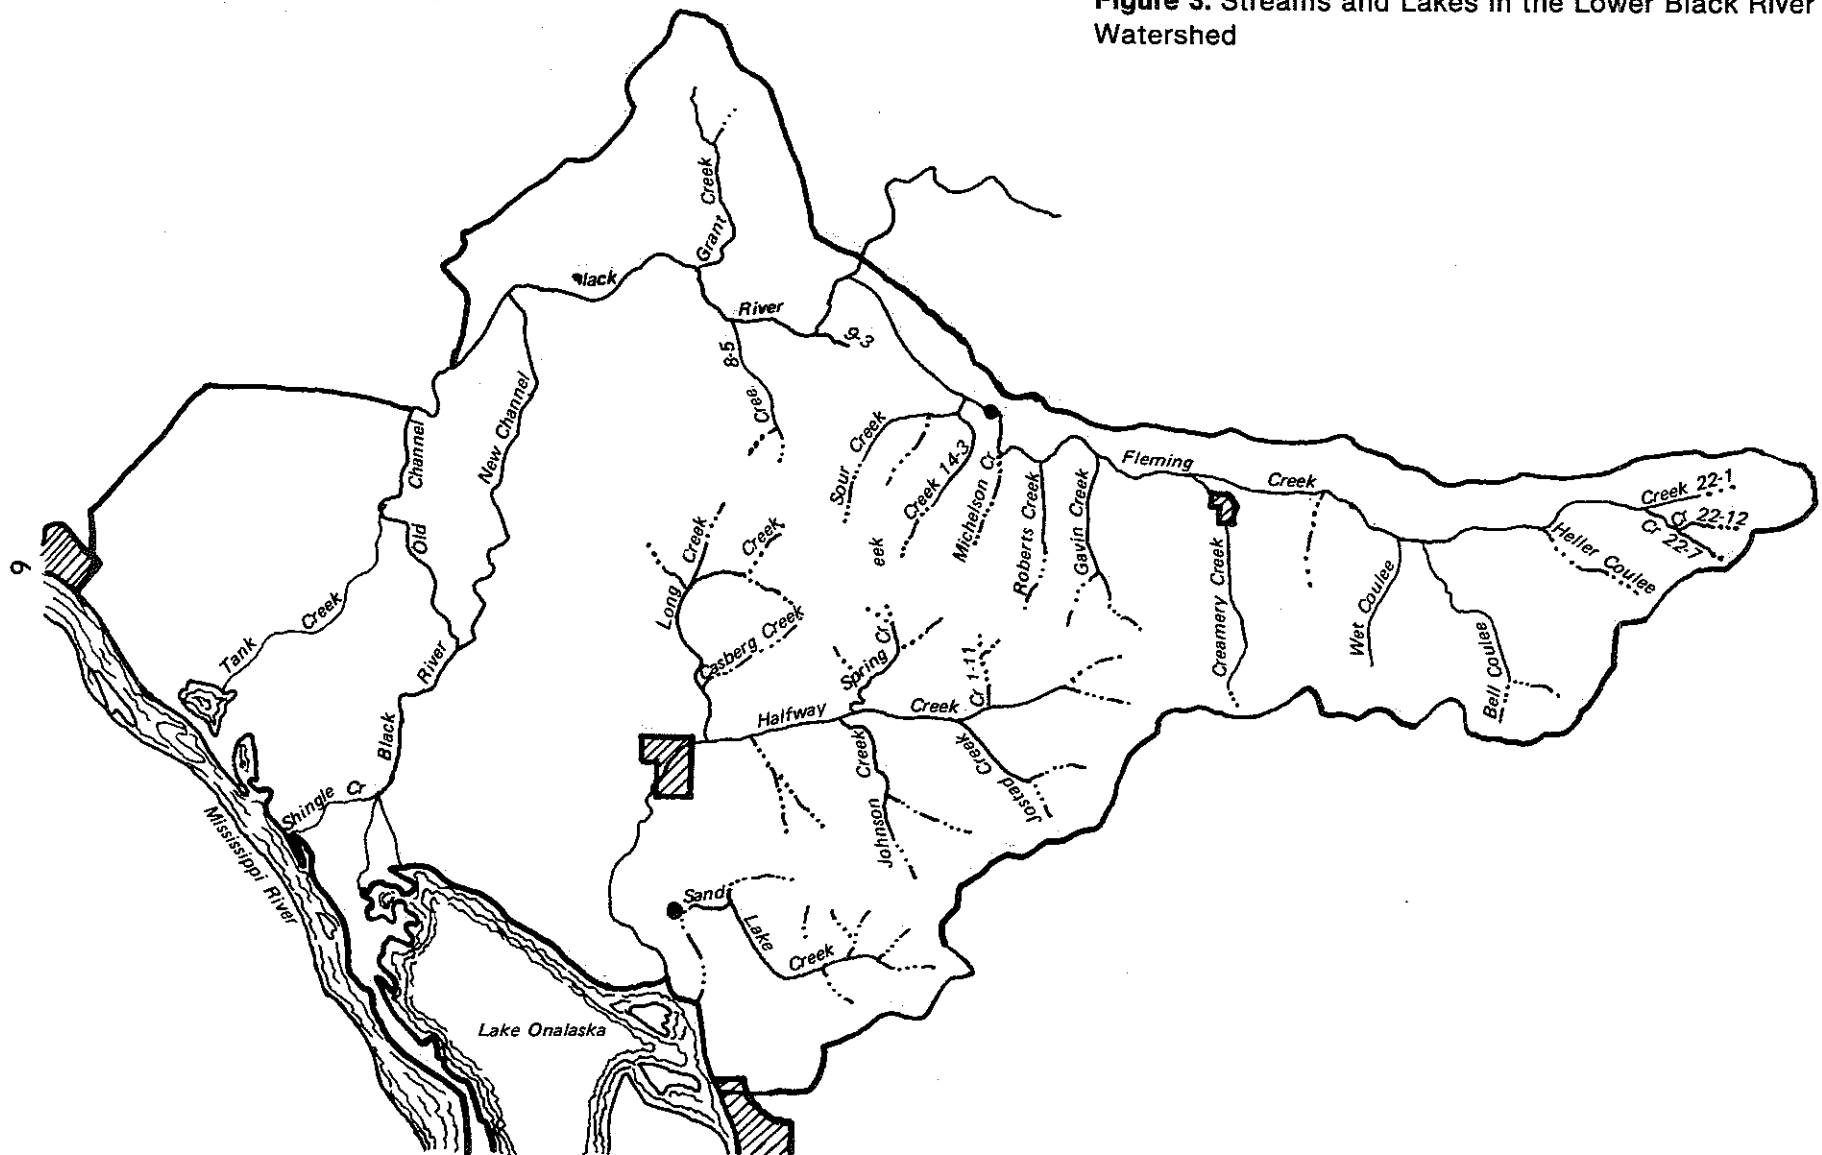 Figure 3. Streams and Lakes in the Lower Black River
Watershed
Grant Creek
lack
River
9-3
8-5
Cree
Channel
New Channel
Old
Sour Creek
Creek 14-3
Michelson Cr
Roberts Creek
Gavin Creek
Fleming
Creek
Creek 22-1
Cr 22-12
Cr 22-7
Heller Coulee
Creamery Creek
Wet Coulee
Bell Coulee
eek
Long Creek
Creek
Casberg Creek
Spring Cr
Cr 1-11
Halfway
Creek
Johnson Creek
Jostad Creek
Tank Creek
River
Black
Shingle Cr
Mississippi River
Sand
Lake
Creek
Lake Onalaska
9